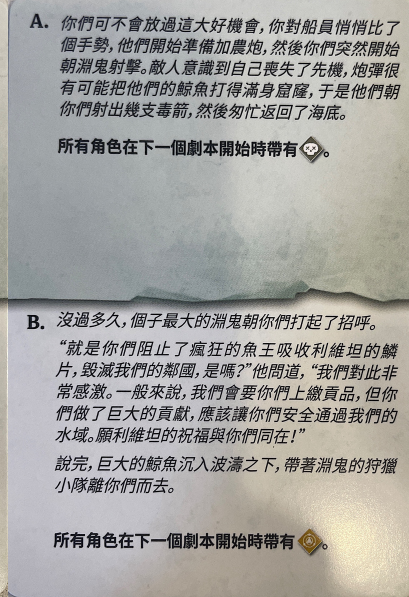 A. 你們可不會放過這大好機會，你對船員悄悄比了
個手勢，他們開始準備加農炮，然後你們突然開始
朝淵鬼射擊。敵人意識到自己喪失了先機，炮彈很
有可能把他們的鯨魚打得滿身窟窿，于是他們朝
你們射出幾支毒箭，然後匆忙返回了海底。
所有角色在下一個劇本開始時帶有。
B. 沒過多久，個子最大的淵鬼朝你們打起了招呼。
“就是你們阻止了瘋狂的魚王吸收利維坦的鱗
片，毀滅我們的鄰國，是嗎？”他問道，“我們對此非
常感激。一般來說，我們會要你們上繳貢品，但你
們做了巨大的貢獻，應該讓你們安全通過我們的
水域。願利維坦的祝福與你們同在！”
說完，巨大的鯨魚沉入波濤之下，帶著淵鬼的狩獵
小隊離你們而去。
所有角色在下一個劇本開始時帶有。